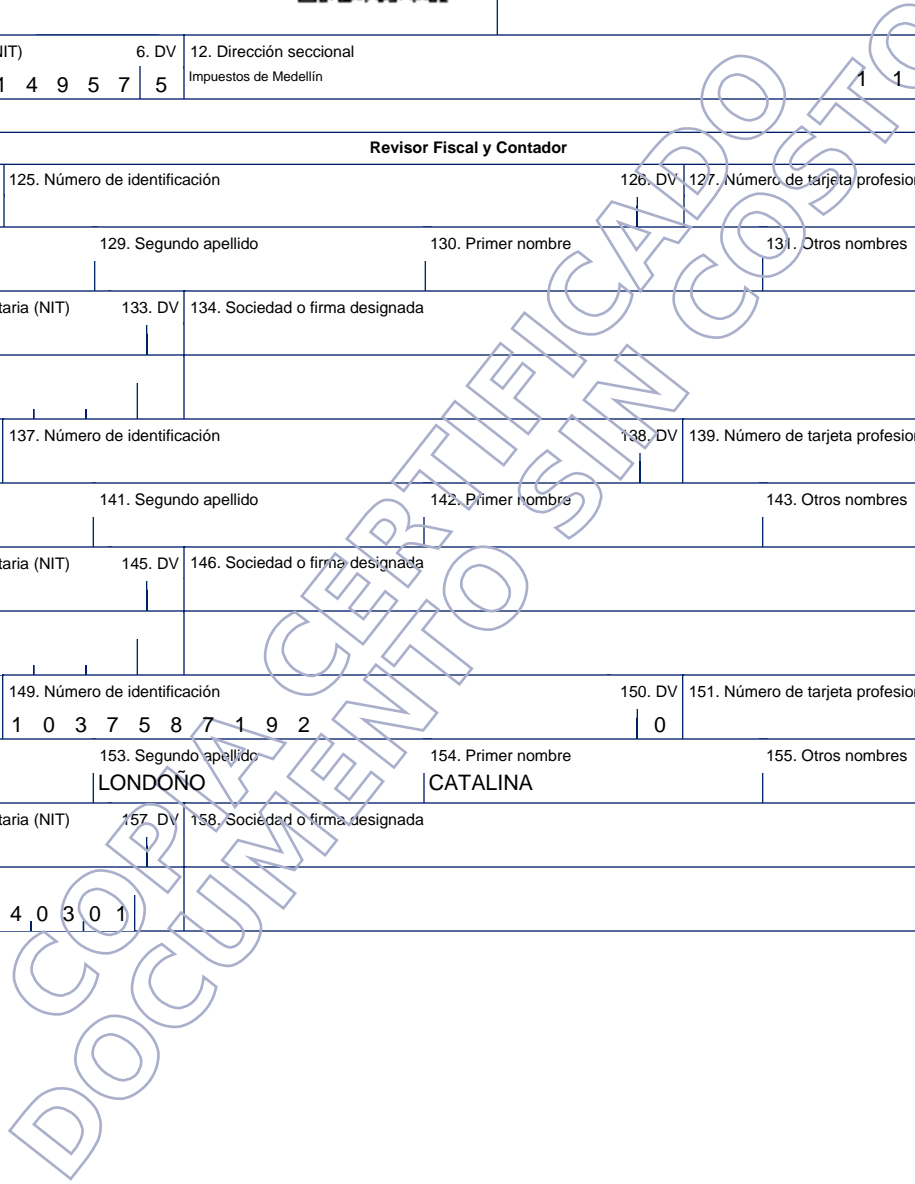 NIT) 6. DV 12. Dirección seccional
1 4 9 5 7 5 Impuestos de Medellín 1 1
Revisor Fiscal y Contador
125. Número de identificación 126. DV 127. Número de tarjeta profesion
129. Segundo apellido 130. Primer nombre 131. Otros nombres
taria (NIT) 133. DV 134. Sociedad o firma designada
137. Número de identificación 138. DV 139. Número de tarjeta profesion
141. Segundo apellido 142. Primer nombre 143. Otros nombres
taria (NIT) 145. DV 146. Sociedad o firma designada
149. Número de identificación 150. DV 151. Número de tarjeta profesion
1 0 3 7 5 8 7 1 9 2 0
153. Segundo apellido 154. Primer nombre 155. Otros nombres
LONDOÑO CATALINA
taria (NIT) 157. DV 158. Sociedad o firma designada
4 0 3 0 1
COPIA CERTIFICADO
DOCUMENTO SIN COSTO